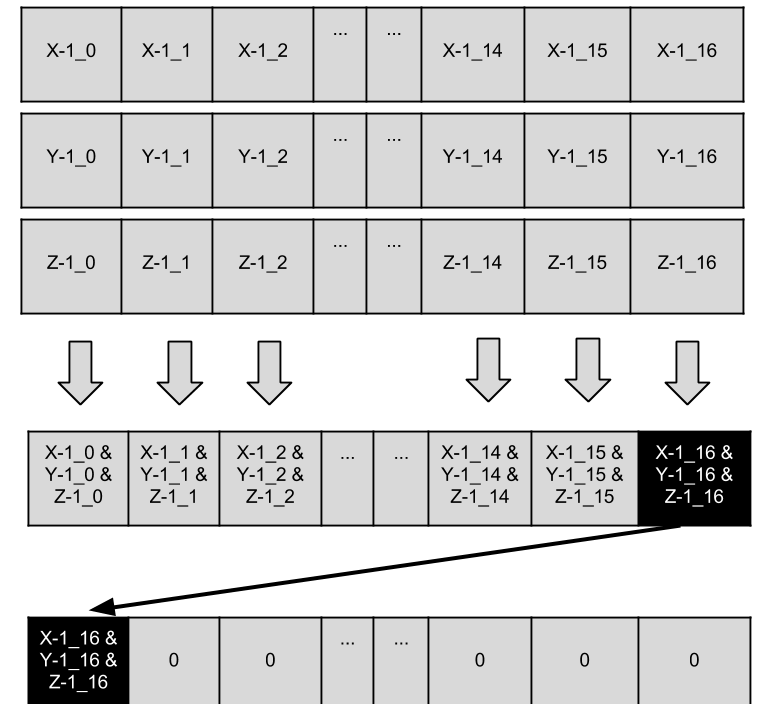 X-1_0 X-1_1 X-1_2 ... ... X-1_14 X-1_15 X-1_16
Y-1_0 Y-1_1 Y-1_2 ... ... Y-1_14 Y-1_15 Y-1_16
Z-1_0 Z-1_1 Z-1_2 ... ... Z-1_14 Z-1_15 Z-1_16
X-1_0 & X-1_1 & X-1_2 & ... ... X-1_14 & X-1_15 & X-1_16 &
Y-1_0 & Y-1_1 & Y-1_2 & Y-1_14 & Y-1_15 & Y-1_16 &
Z-1_0 Z-1_1 Z-1_2 Z-1_14 Z-1_15 Z-1_16
X-1_16 & ... ...
Y-1_16 & 0 0 0 0 0
Z-1_16